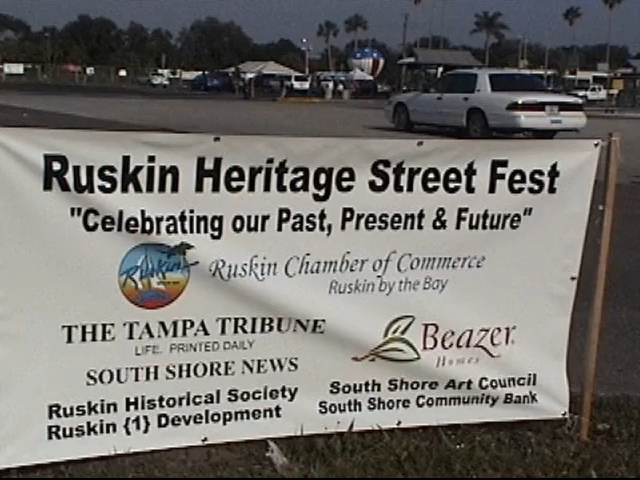 Ruskin Heritage Street Fest
"Celebrating our Past, Present & Future"
Ruskin
Ruskin Chamber of Commerce
Ruskin by the Bay
THE TAMPA TRIBUNE
LIFE. PRINTED DAILY
SOUTH SHORE NEWS
Beazer
Homes
Ruskin Historical Society
Ruskin {1} Development
South Shore Art Council
South Shore Community Bank